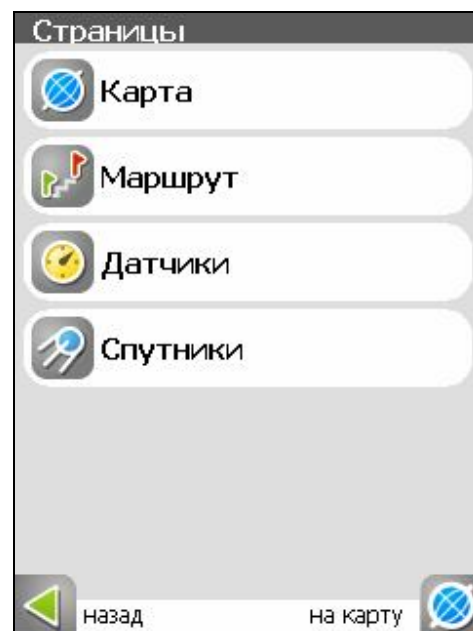 Страницы
Карта
Маршрут
Датчики
Спутники
назад на карту